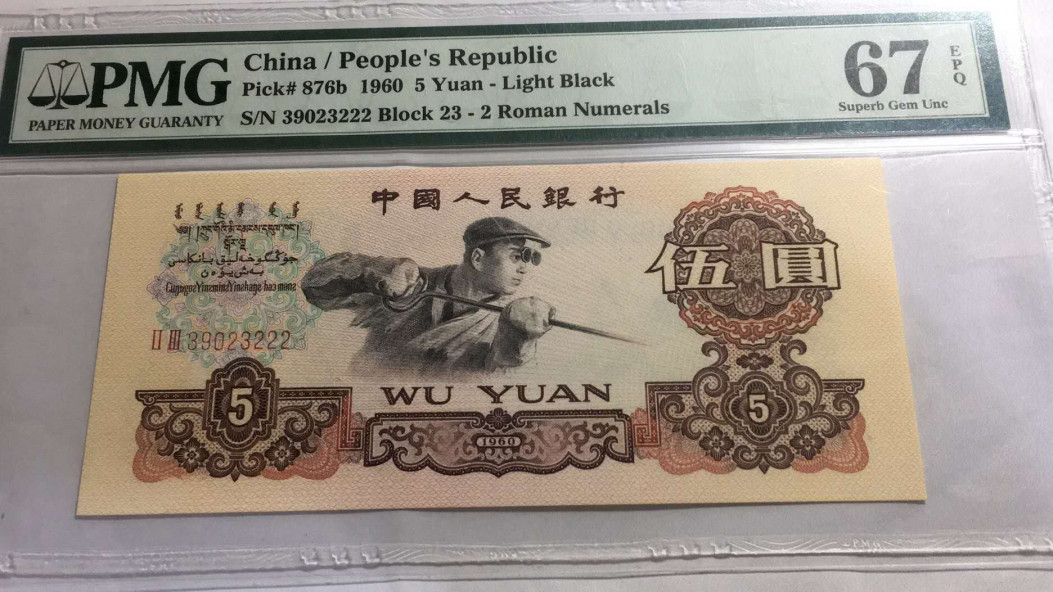 PMG
PAPER MONEY GUARANTY
China / People's Republic
Pick# 876b 1960 5 Yuan - Light Black
S/N 39023222 Block 23 - 2 Roman Numerals
67
EPQ
Superb Gem Unc
中國人民銀行
伍圓
II III 39023222
WU YUAN
5
1960
5
PMG